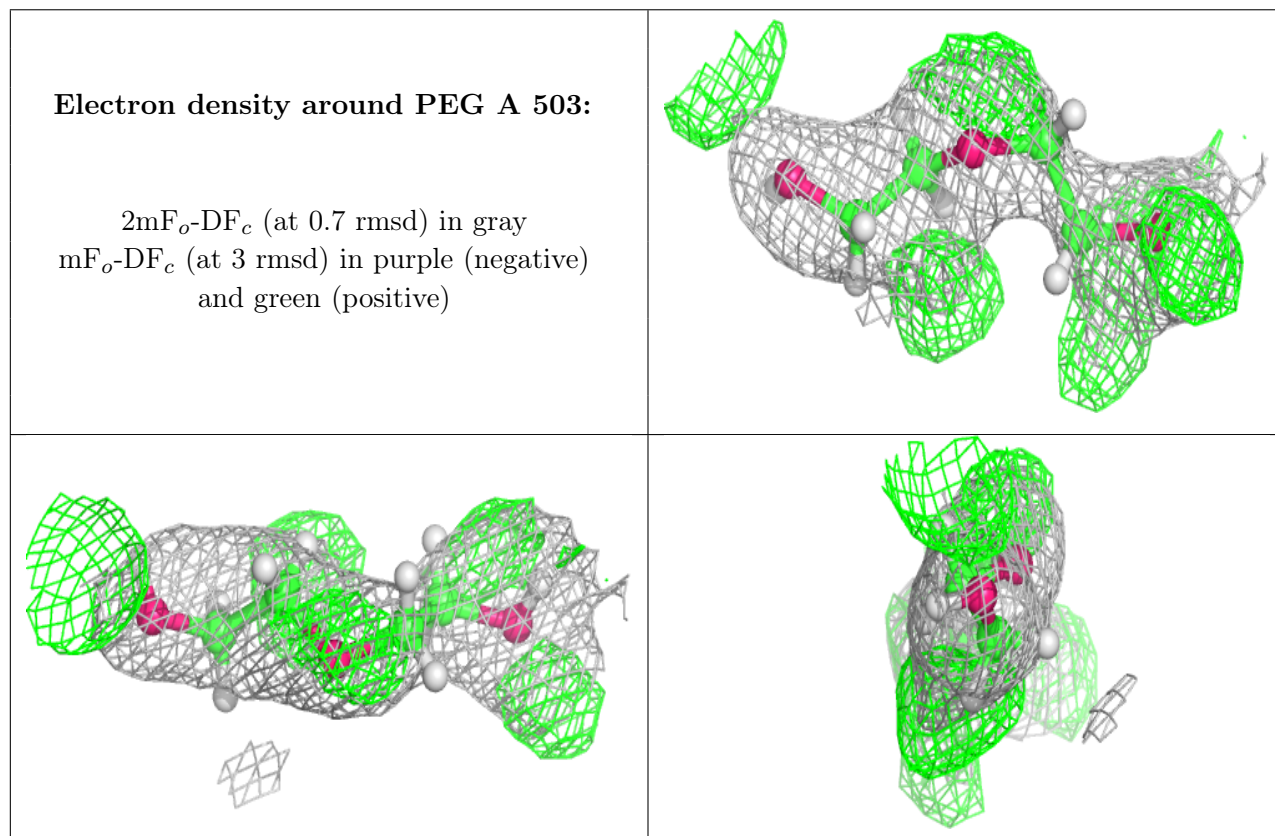 Electron density around PEG A 503:
2mFo-DFc (at 0.7 rmsd) in gray
mFo-DFc (at 3 rmsd) in purple (negative)
and green (positive)